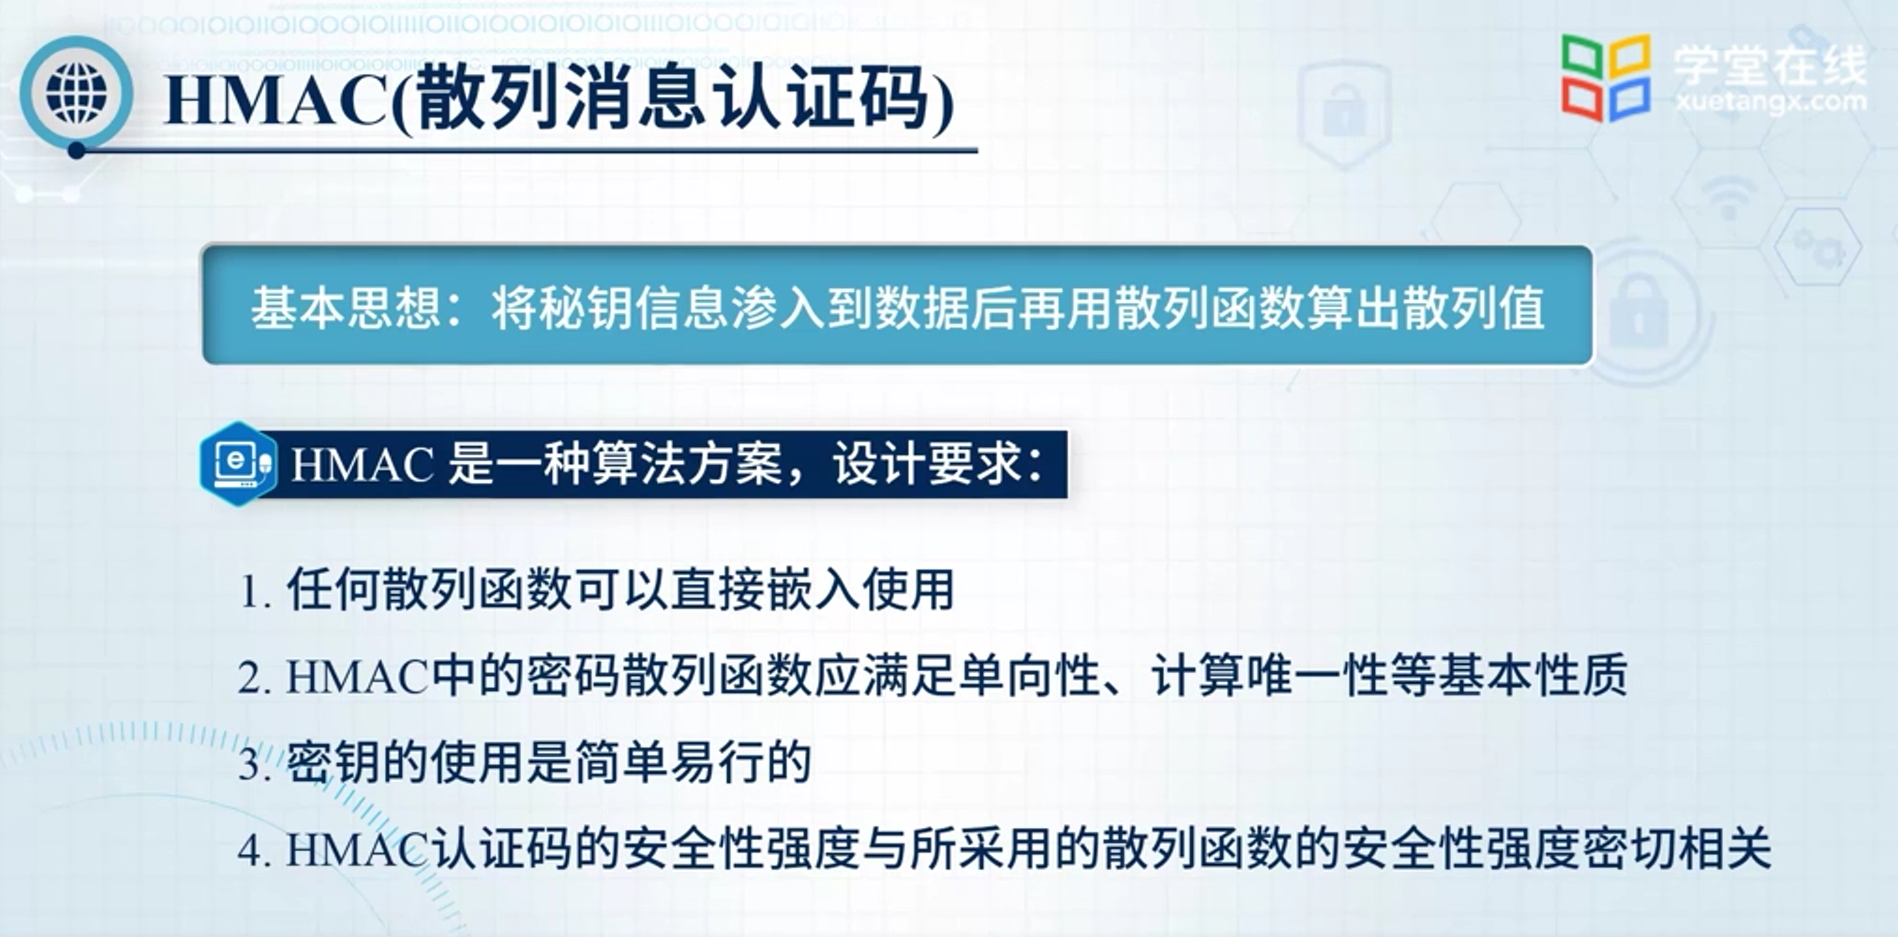 HMAC(散列消息认证码)
学堂在线
xuetangx.com
基本思想：将秘钥信息渗入到数据后再用散列函数算出散列值
HMAC 是一种算法方案，设计要求：
1. 任何散列函数可以直接嵌入使用
2. HMAC中的密码散列函数应满足单向性、计算唯一性等基本性质
3. 密钥的使用是简单易行的
4. HMAC认证码的安全性强度与所采用的散列函数的安全性强度密切相关